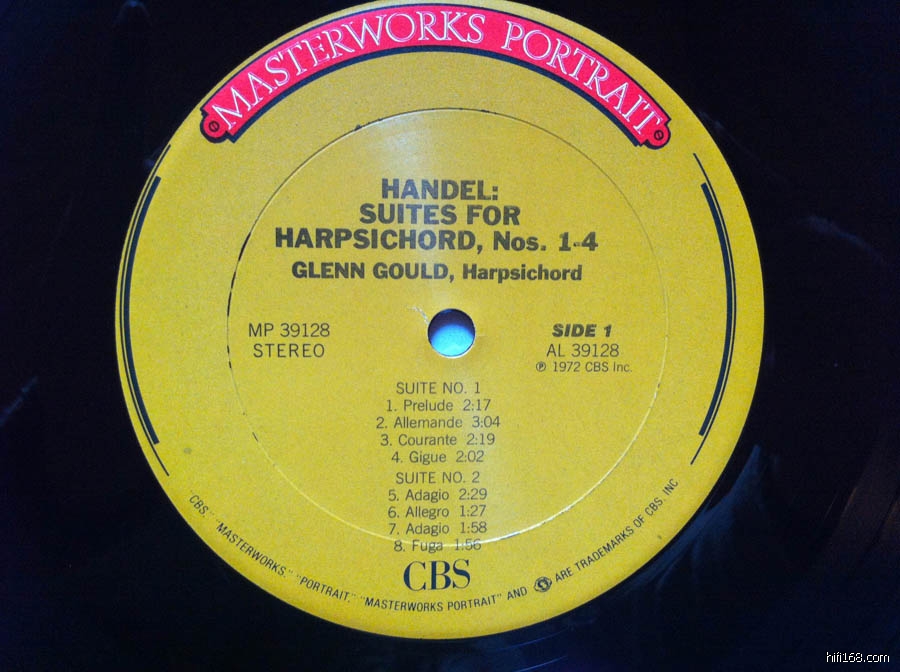 MASTERWORKS PORTRAIT
HANDEL:
SUITES FOR
HARPSICHORD, Nos. 1-4
GLENN GOULD, Harpsichord
MP 39128
STEREO
SIDE 1
AL 39128
℗ 1972 CBS Inc.
SUITE NO. 1
1. Prelude 2:17
2. Allemande 3:04
3. Courante 2:19
4. Gigue 2:02
SUITE NO. 2
5. Adagio 2:29
6. Allegro 1:27
7. Adagio 1:58
8. Fuga 1:56
CBS
CBS, "MASTERWORKS," "PORTRAIT," "MASTERWORKS PORTRAIT" AND ARE TRADEMARKS OF CBS, INC
hifi168.com